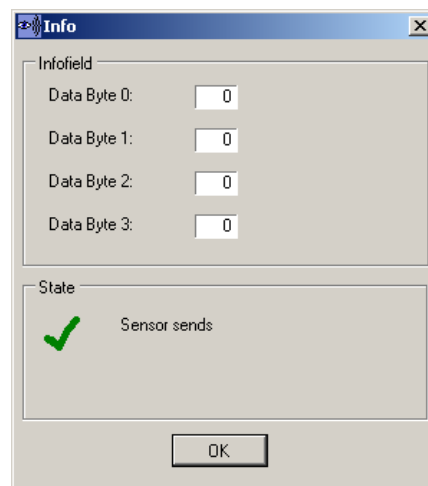 Info
Infofield
Data Byte 0: 0
Data Byte 1: 0
Data Byte 2: 0
Data Byte 3: 0
State
Sensor sends
OK